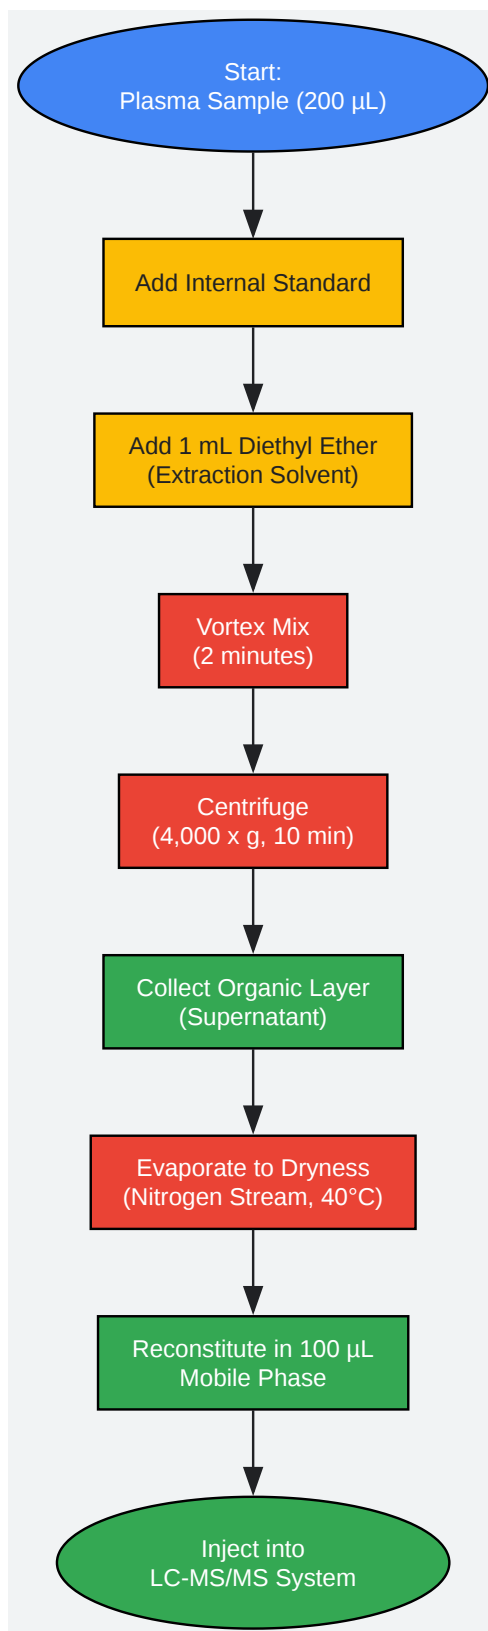 Start:
Plasma Sample (200 µL)
Add Internal Standard
Add 1 mL Diethyl Ether
(Extraction Solvent)
Vortex Mix
(2 minutes)
Centrifuge
(4,000 x g, 10 min)
Collect Organic Layer
(Supernatant)
Evaporate to Dryness
(Nitrogen Stream, 40°C)
Reconstitute in 100 µL
Mobile Phase
Inject into
LC-MS/MS System